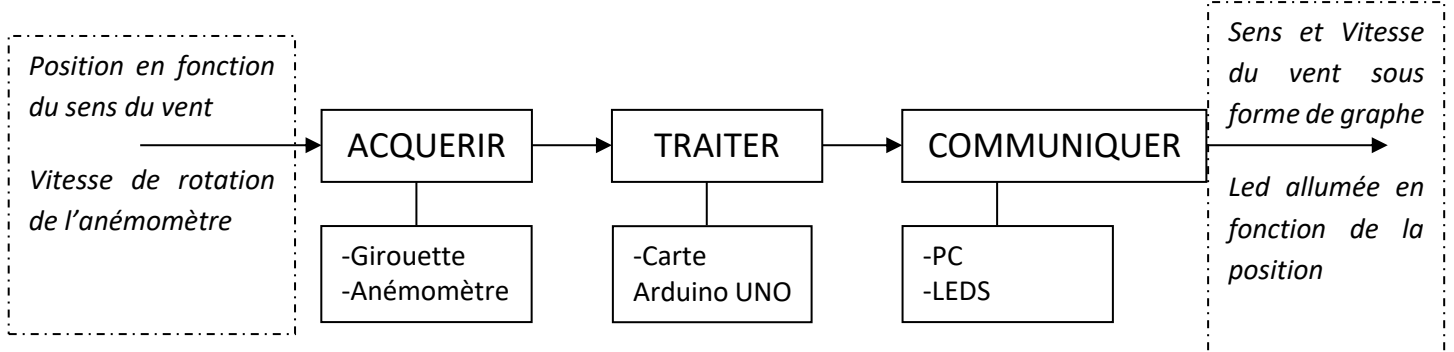 Position en fonction
du sens du vent
Vitesse de rotation
de l’anémomètre
ACQUERIR
-Girouette
-Anémomètre
TRAITER
-Carte
Arduino UNO
COMMUNIQUER
-PC
-LEDS
Sens et Vitesse
du vent sous
forme de graphe
Led allumée en
fonction de la
position